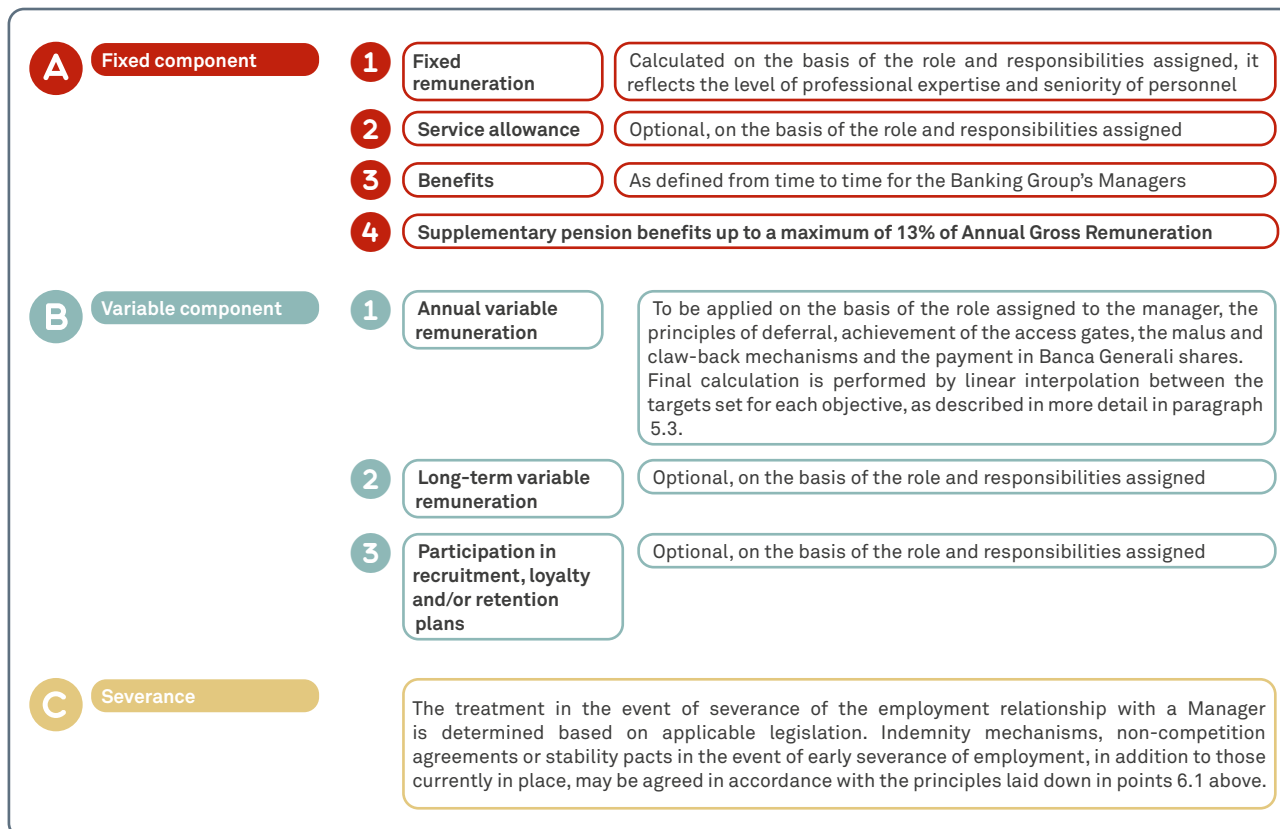 A Fixed component
1 Fixed remuneration
Calculated on the basis of the role and responsibilities assigned, it
reflects the level of professional expertise and seniority of personnel
2 Service allowance
Optional, on the basis of the role and responsibilities assigned
3 Benefits
As defined from time to time for the Banking Group's Managers
4 Supplementary pension benefits up to a maximum of 13% of Annual Gross Remuneration
B Variable component
1 Annual variable
remuneration
To be applied on the basis of the role assigned to the manager, the
principles of deferral, achievement of the access gates, the malus and
claw-back mechanisms and the payment in Banca Generali shares.
Final calculation is performed by linear interpolation between the
targets set for each objective, as described in more detail in paragraph
5.3.
2 Long-term variable
remuneration
Optional, on the basis of the role and responsibilities assigned
3 Participation in
recruitment, loyalty
and/or retention
plans
Optional, on the basis of the role and responsibilities assigned
C Severance
The treatment in the event of severance of the employment relationship with a Manager
is determined based on applicable legislation. Indemnity mechanisms, non-competition
agreements or stability pacts in the event of early severance of employment, in addition to those
currently in place, may be agreed in accordance with the principles laid down in points 6.1 above.